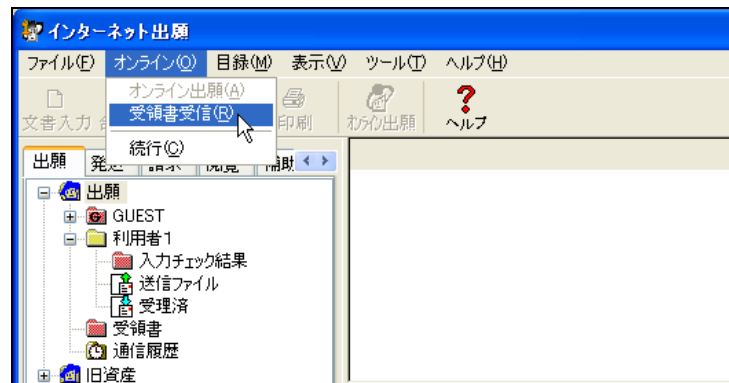 インターネット出願
ファイル(F) オンライン(O) 目録(M) 表示(V) ツール(T) ヘルプ(H)
オンライン出願(A)
受領書受信(R)
続行(C)
文書入力 印刷 オンライン出願 ヘルプ
出願
出願
GUEST
利用者1
入力チェック結果
送信ファイル
受理済
受領書
通信履歴
旧資産